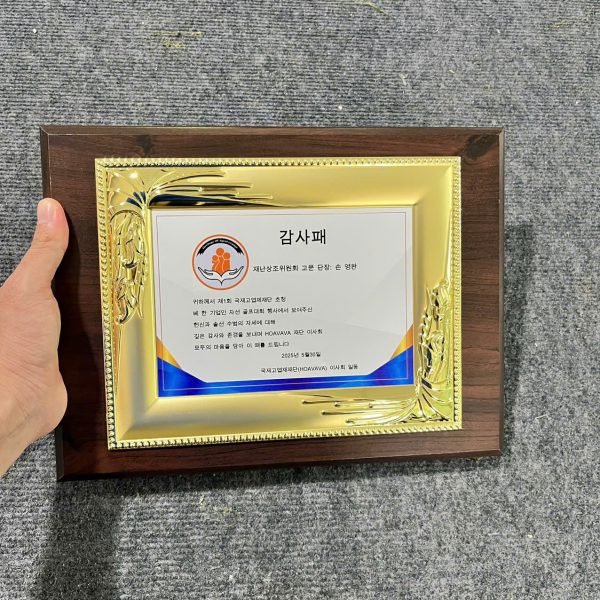 감사패
재난상조위원회 고문 단장: 손 영판
귀하께서 제1회 국제고엽제재단 초청
베 한 기업민 자선 골프대회 행사에서 보여주신
헌신과 솔선 수범의 자세에 대해
깊은 감사와 존경을 보내며 HOAVAVA 재단 이사회
모두의 마음을 담아 이 패를 드립니다
2025년 5월30일
국제고엽제재단(HOAVAVA) 이사회 일동